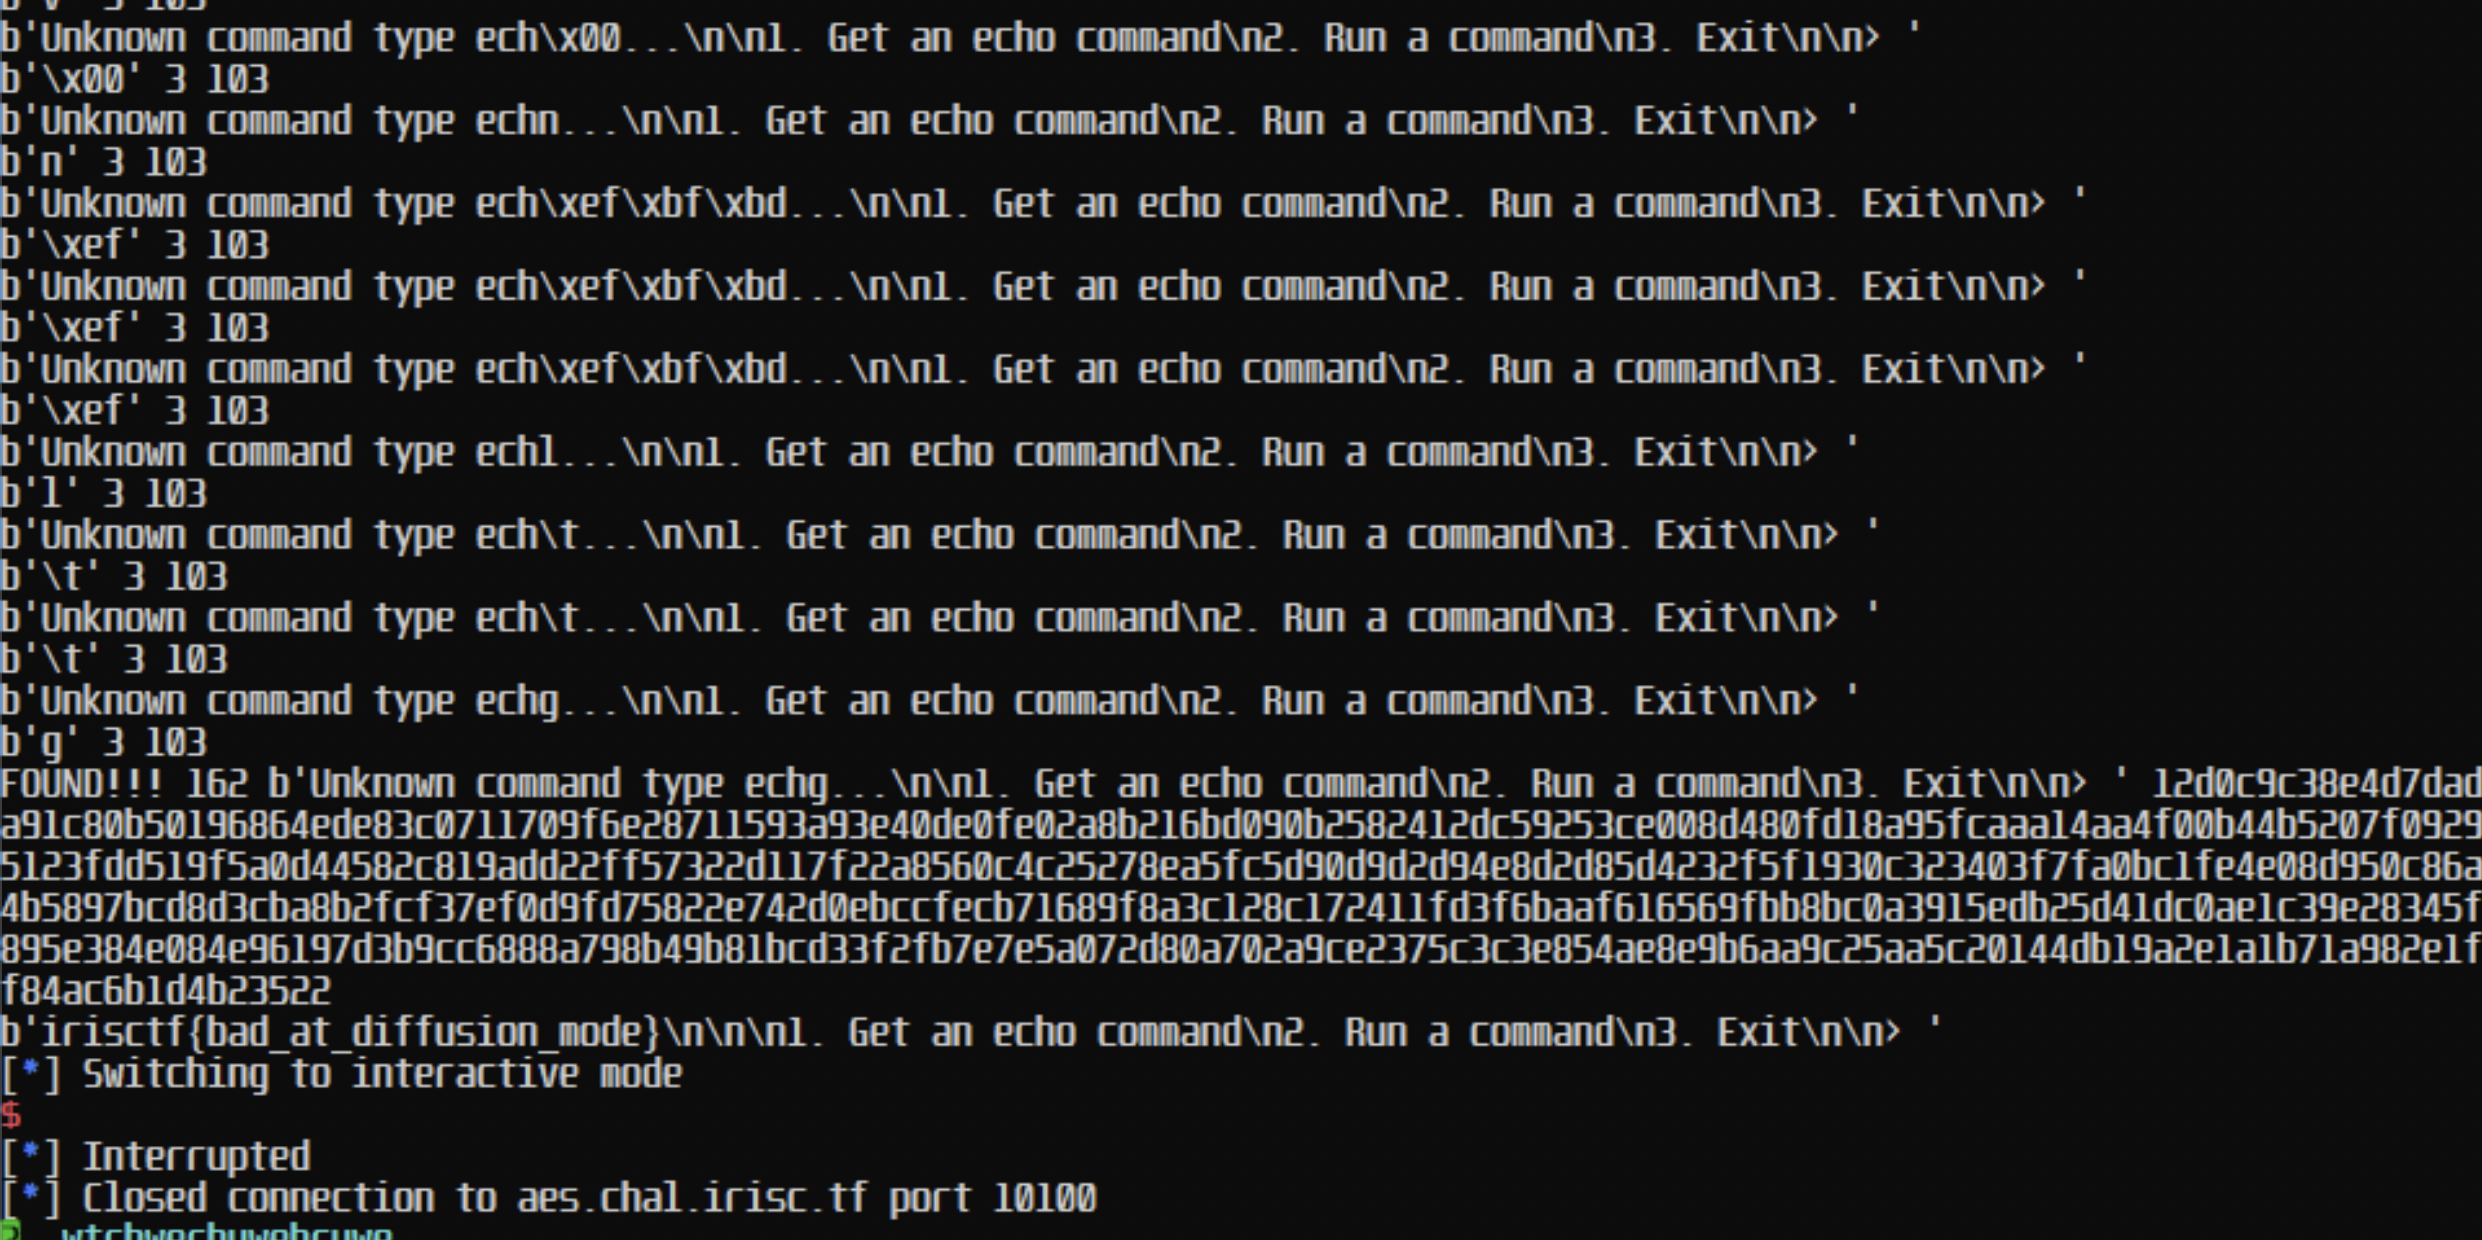 b'v' 3 103
b'Unknown command type ech\x00...\n\n1. Get an echo command\n2. Run a command\n3. Exit\n\n> '
b'\x00' 3 103
b'Unknown command type echn...\n\n1. Get an echo command\n2. Run a command\n3. Exit\n\n> '
b'n' 3 103
b'Unknown command type ech\xef\xbf\xbd...\n\n1. Get an echo command\n2. Run a command\n3. Exit\n\n> '
b'\xef' 3 103
b'Unknown command type ech\xef\xbf\xbd...\n\n1. Get an echo command\n2. Run a command\n3. Exit\n\n> '
b'\xef' 3 103
b'Unknown command type ech\xef\xbf\xbd...\n\n1. Get an echo command\n2. Run a command\n3. Exit\n\n> '
b'\xef' 3 103
b'Unknown command type echl...\n\n1. Get an echo command\n2. Run a command\n3. Exit\n\n> '
b'l' 3 103
b'Unknown command type ech\t...\n\n1. Get an echo command\n2. Run a command\n3. Exit\n\n> '
b'\t' 3 103
b'Unknown command type ech\t...\n\n1. Get an echo command\n2. Run a command\n3. Exit\n\n> '
b'\t' 3 103
b'Unknown command type echg...\n\n1. Get an echo command\n2. Run a command\n3. Exit\n\n> '
b'g' 3 103
FOUND!!! 162 b'Unknown command type echg...\n\n1. Get an echo command\n2. Run a command\n3. Exit\n\n> ' 12d0c9c38e4d7dad
a91c80b50196864ede83c0711709f6e28711593a93e40de0fe02a8b216bd090b2582412dc59253ce008d480fd18a95fcaaa14aa4f00b44b5207f0929
5123fdd519f5a0d44582c819add22ff57322d117f22a8560c4c25278ea5fc5d90d9d2d94e8d2d85d4232f5f1930c323403f7fa0bc1fe4e08d950c86a
4b5897bcd8d3cba8b2fcf37ef0d9fd75822e742d0ebccfecb71689f8a3c128c172411fd3f6baaf616569fbb8bc0a3915edb25d41dc0ae1c39e28345f
895e384e084e96197d3b9cc6888a798b49b81bcd33f2fb7e7e5a072d80a702a9ce2375c3c3e854ae8e9b6aa9c25aa5c20144db19a2e1a1b71a982e1f
f84ac6b1d4b23522
b'irisctf{bad_at_diffusion_mode}\n\n\n1. Get an echo command\n2. Run a command\n3. Exit\n\n> '
[*] Switching to interactive mode
$
[*] Interrupted
[*] Closed connection to aes.chal.irisc.tf port 10100